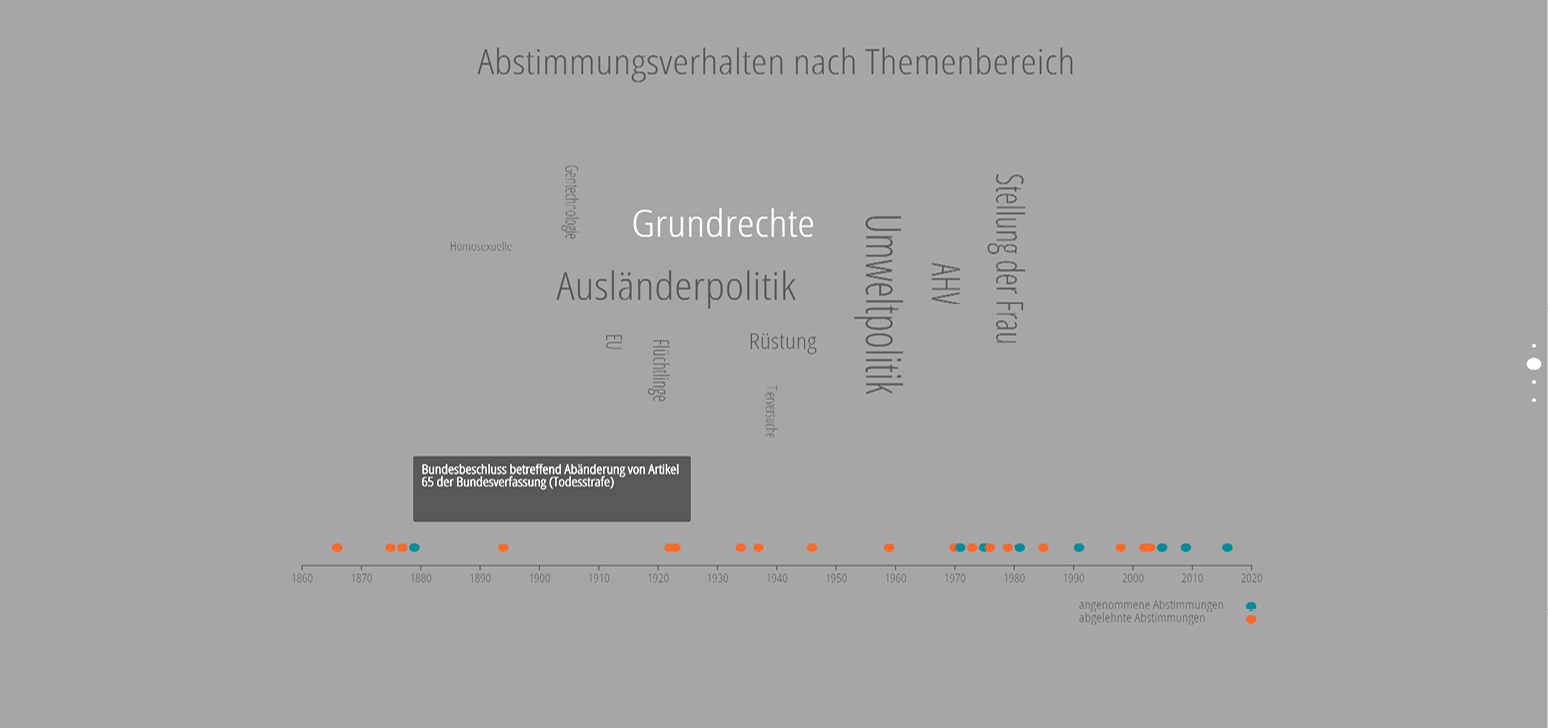 Abstimmungsverhalten nach Themenbereich
Gentechnologie
Grundrechte
Homosexuelle
Ausländerpolitik
Umweltpolitik
AHV
Stellung der Frau
EU
Flüchtlinge
Rüstung
Tierversuche
Bundesbeschluss betreffend Abänderung von Artikel
65 der Bundesverfassung (Todesstrafe)
1860 1870 1880 1890 1900 1910 1920 1930 1940 1950 1960 1970 1980 1990 2000 2010 2020
angenommene Abstimmungen
abgelehnte Abstimmungen